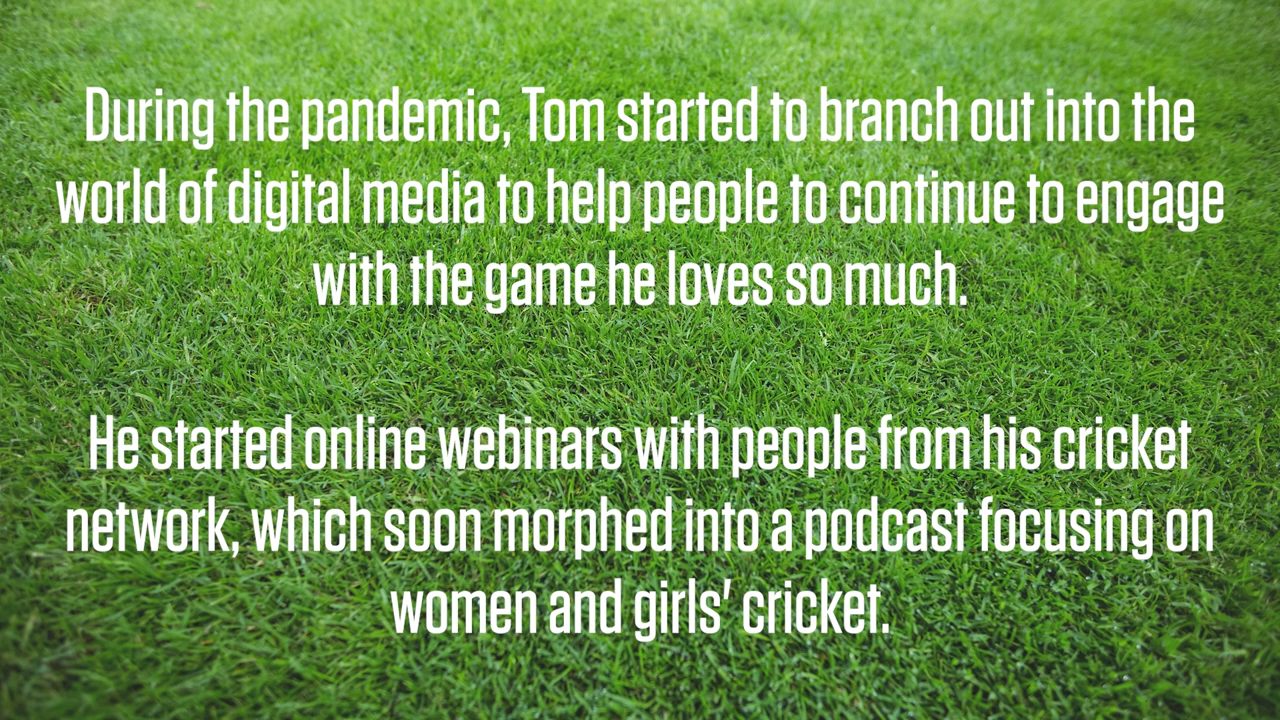 During the pandemic, Tom started to branch out into the
world of digital media to help people to continue to engage
with the game he loves so much.
He started online webinars with people from his cricket
network, which soon morphed into a podcast focusing on
women and girls' cricket.